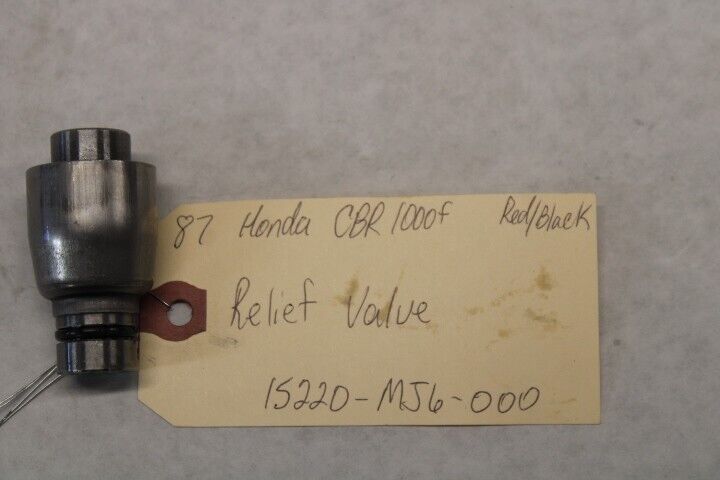 87 Honda CBR 1000f Red/Black
Relief Valve
15220-MJ6-000